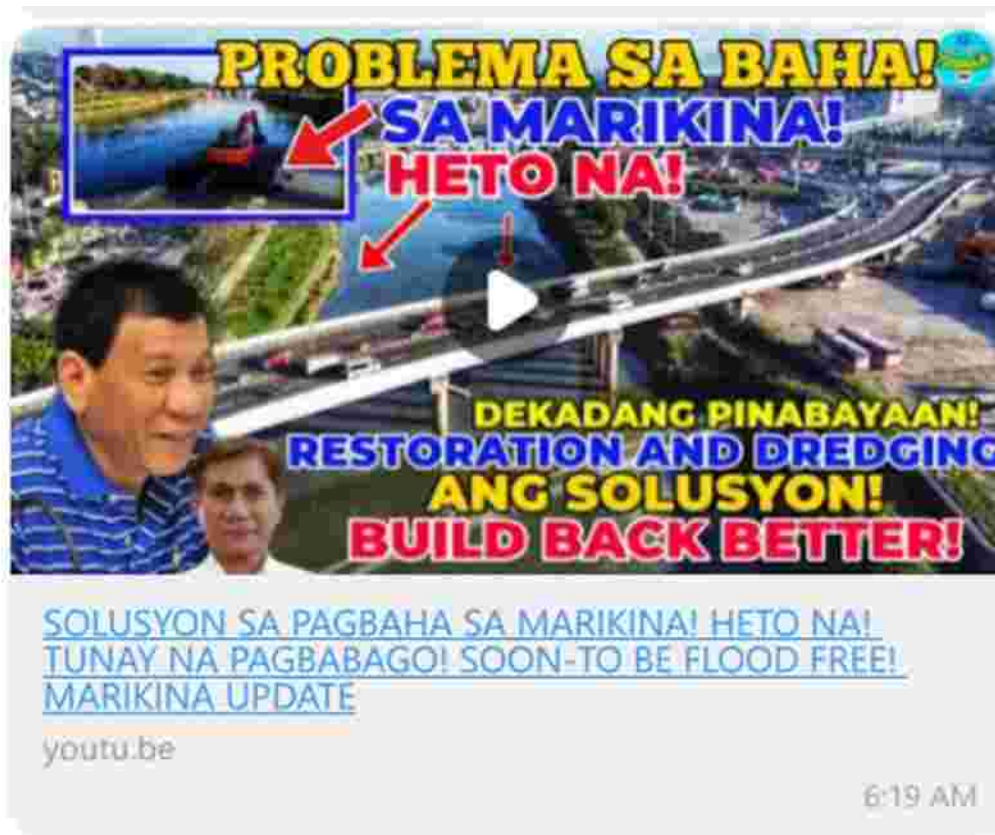 PROBLEMA SA BAHA!
SA MARIKINA!
HETO NA!
DEKADANG PINABAYAAN!
RESTORATION AND DREDGING
ANG SOLUSYON!
BUILD BACK BETTER!
SOLUSYON SA PAGBAHA SA MARIKINA! HETO NA!
TUNAY NA PAGBABAGO! SOON-TO BE FLOOD FREE!
MARIKINA UPDATE
youtu.be
6:19 AM